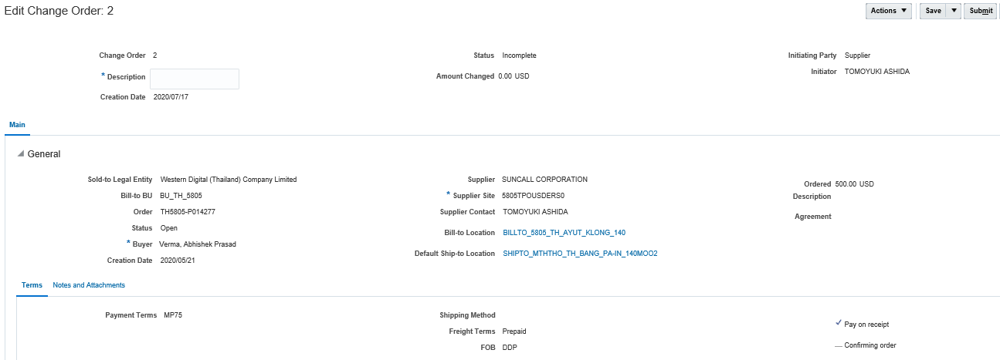 Edit Change Order: 2
Actions Save Submit
Change Order 2 Status Incomplete Initiating Party Supplier
* Description Amount Changed 0.00 USD Initiator TOMOYUKI ASHIDA
Creation Date 2020/07/17
Main
General
Sold-to Legal Entity Western Digital (Thailand) Company Limited Supplier SUNCALL CORPORATION Ordered 500.00 USD
Bill-to BU BU_TH_5805 * Supplier Site 5805TPOUSDERS0 Description
Order TH5805-P014277 Supplier Contact TOMOYUKI ASHIDA Agreement
Status Open Bill-to Location BILLTO_5805_TH_AYUT_KLONG_140
* Buyer Verma, Abhishek Prasad Default Ship-to Location SHIPTO_MTHTHO_TH_BANG_PA-IN_140MOO2
Creation Date 2020/05/21
Terms Notes and Attachments
Payment Terms MP75 Shipping Method Pay on receipt
Freight Terms Prepaid Confirming order
FOB DDP